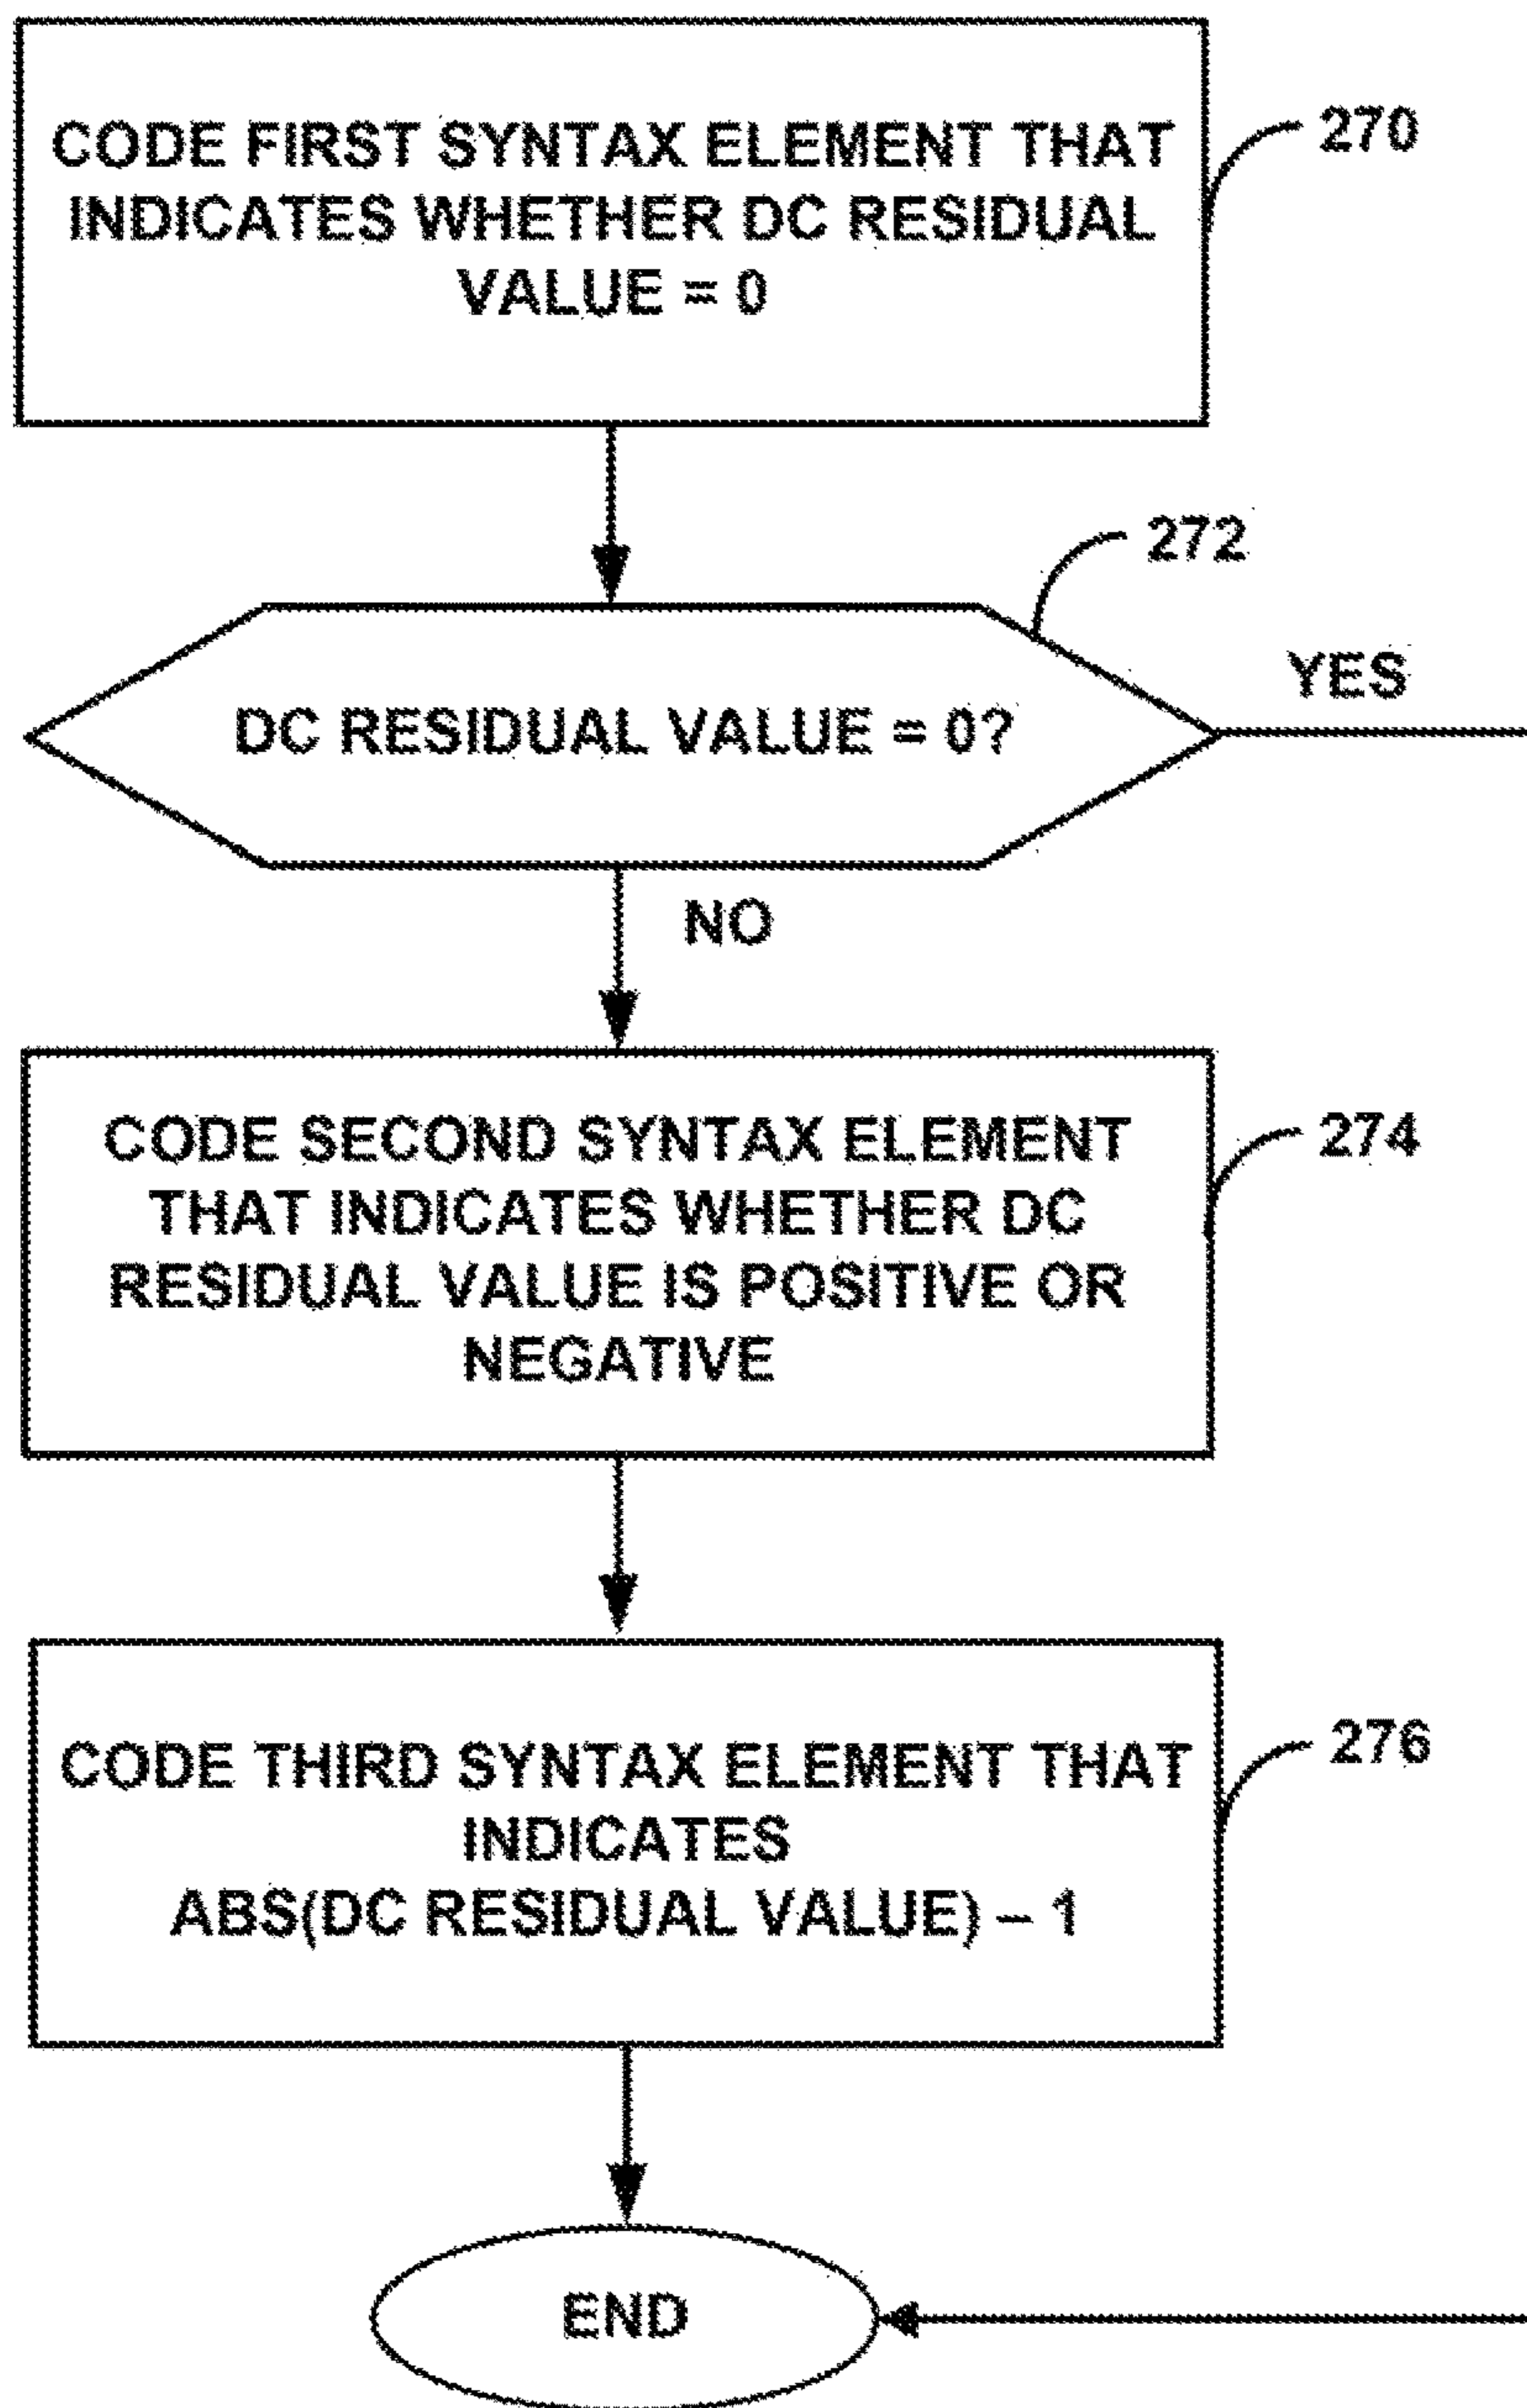 CODE FIRST SYNTAX ELEMENT THAT
INDICATES WHETHER DC RESIDUAL
VALUE = 0
270
272
DC RESIDUAL VALUE = 0?
YES
NO
CODE SECOND SYNTAX ELEMENT
THAT INDICATES WHETHER DC
RESIDUAL VALUE IS POSITIVE OR
NEGATIVE
274
CODE THIRD SYNTAX ELEMENT THAT
INDICATES
ABS(DC RESIDUAL VALUE) – 1
276
END